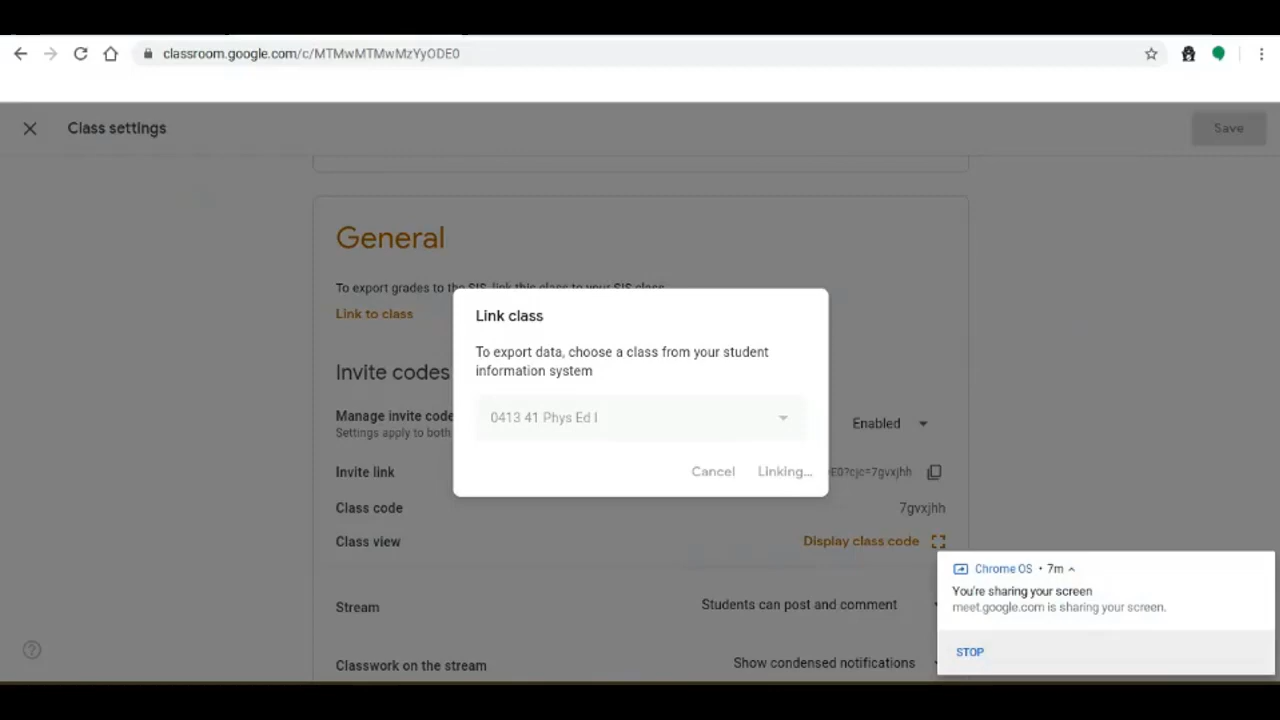 classroom.google.com/c/MTMwMTMwMzYyODE0
Class settings
Save
General
To export grades to the SIS, link this class to your SIS class
Link to class
Link class
To export data, choose a class from your student
information system
0413 41 Phys Ed I
Cancel
Linking...
Invite codes
Manage invite code
Settings apply to both
Enabled
Invite link
E0?cjc=7gvxjhh
Class code
7gvxjhh
Class view
Display class code
Stream
Students can post and comment
Classwork on the stream
Show condensed notifications
Chrome OS • 7m
You're sharing your screen
meet.google.com is sharing your screen.
STOP